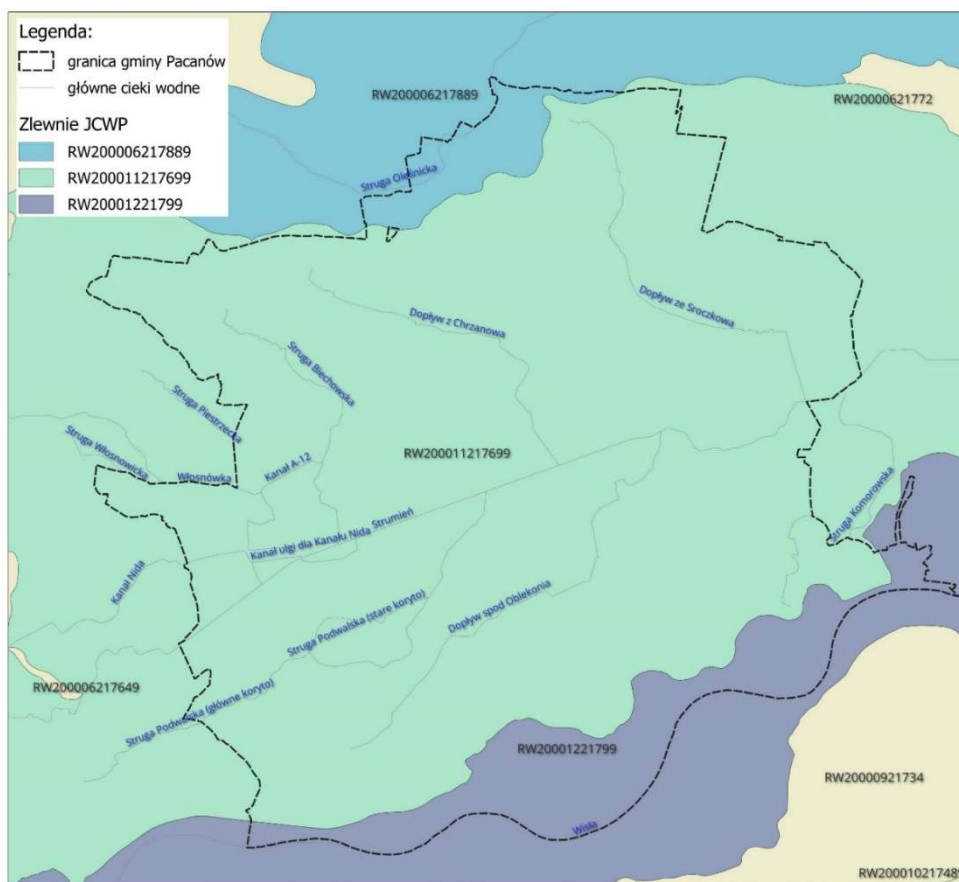 Legenda:
granica gminy Pacanów
główne cieki wodne
Zlewnie JCWP
RW200006217889
RW200011217699
RW20001221799
RW200006217889
RW20000621772
Struga Oleśnicka
Dopływ ze Sroczkowa
Dopływ z Chrzanowa
Struga Biechowska
Struga Piestrzecka
Struga Włosnowicka
Włosnówka
Kanał A-12
RW200011217699
Struga Komorowska
Strumień
Kanał ulgi dla Kanału Nida
Kanał Nida
Struga Podwalska (stare koryto)
Dopływ spod Oblekonia
RW200006217649
Struga Podwalska (główne koryto)
RW20001221799
RW20000921734
Wisła
RW200010217489